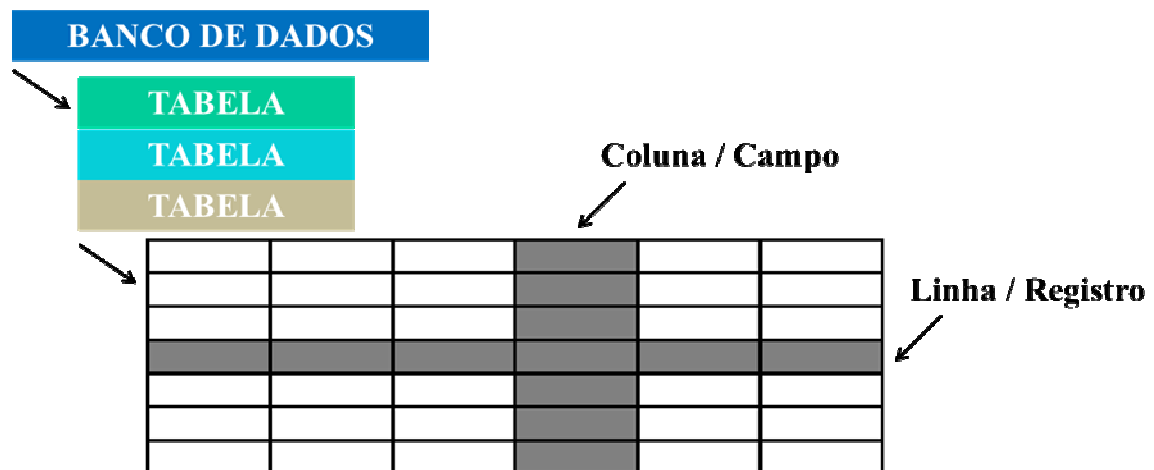 BANCO DE DADOS
TABELA
TABELA
TABELA
Coluna / Campo
Linha / Registro